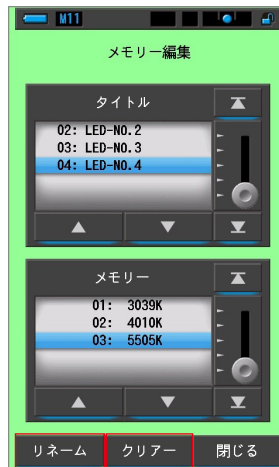 M11
メモリー編集
タイトル
02: LED-NO.2
03: LED-NO.3
04: LED-NO.4
メモリー
01: 3039K
02: 4010K
03: 5505K
リネーム クリアー 閉じる